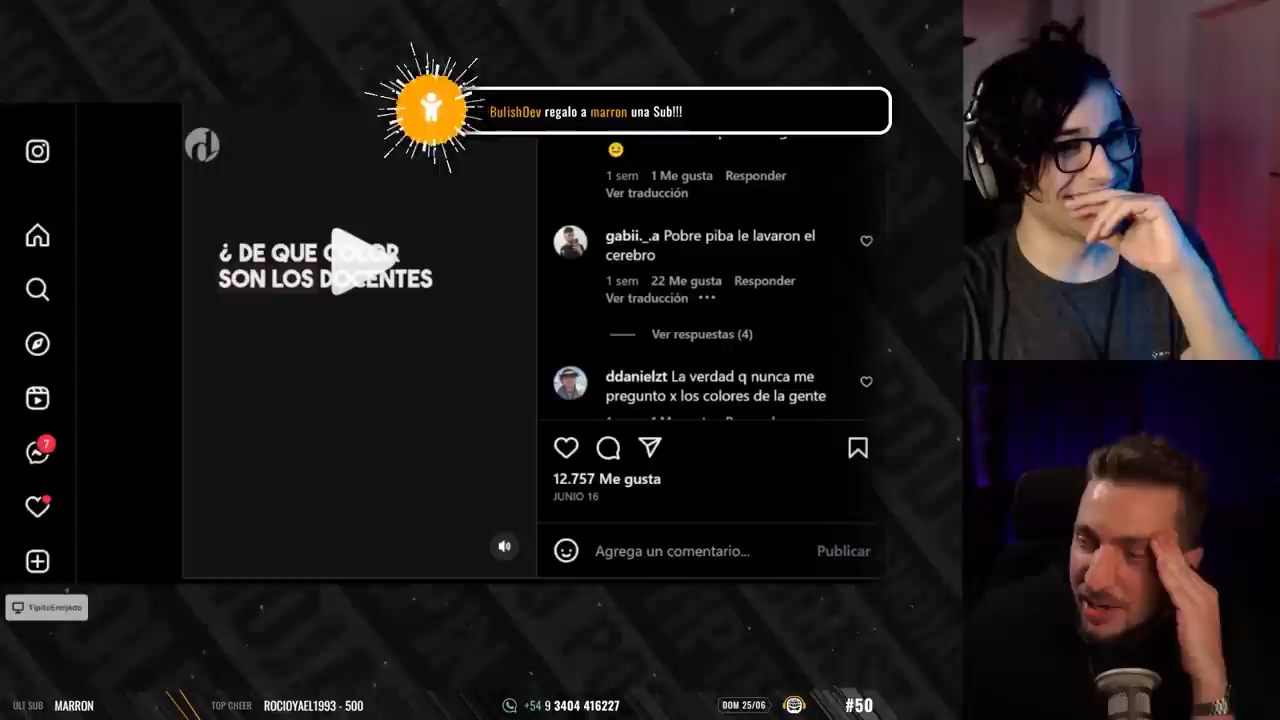 BulishDev regalo a marron una Sub!!!
¿ DE QUE COLOR
SON LOS DOCENTES
1 sem 1 Me gusta Responder
Ver traducción
gabii._.a Pobre piba le lavaron el
cerebro
1 sem 22 Me gusta Responder
Ver traducción
Ver respuestas (4)
ddanielzt La verdad q nunca me
pregunto x los colores de la gente
12.757 Me gusta
JUNIO 16
Agrega un comentario...
Publicar
7
TipitoEnojado
ULT SUB MARRON
TOP CHEER ROCIOYAEL1993 - 500
+54 9 3404 416227
DOM 25/06
#50